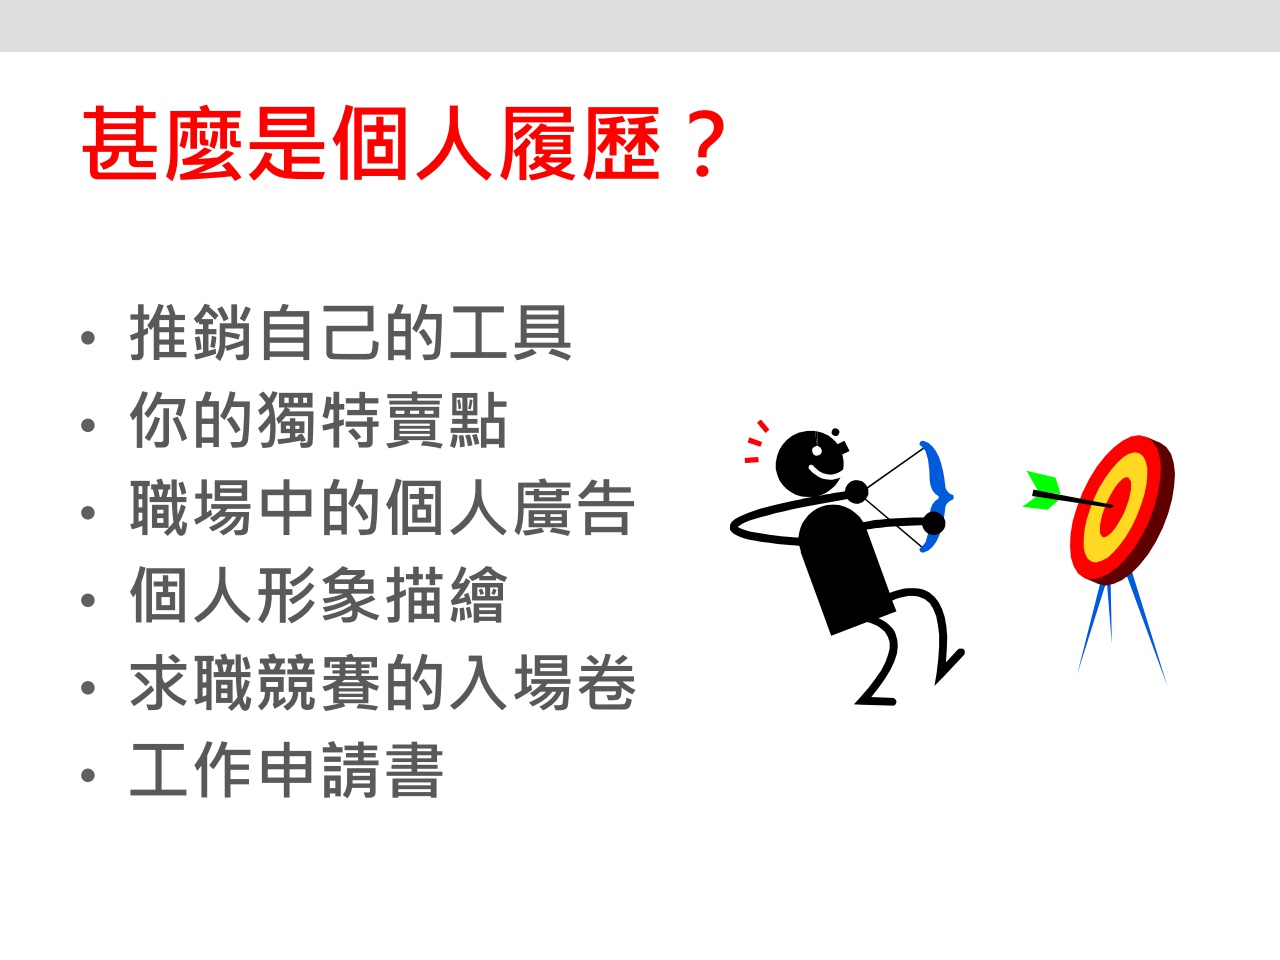 甚麼是個人履歷？
• 推銷自己的工具
• 你的獨特賣點
• 職場中的個人廣告
• 個人形象描繪
• 求職競賽的入場卷
• 工作申請書